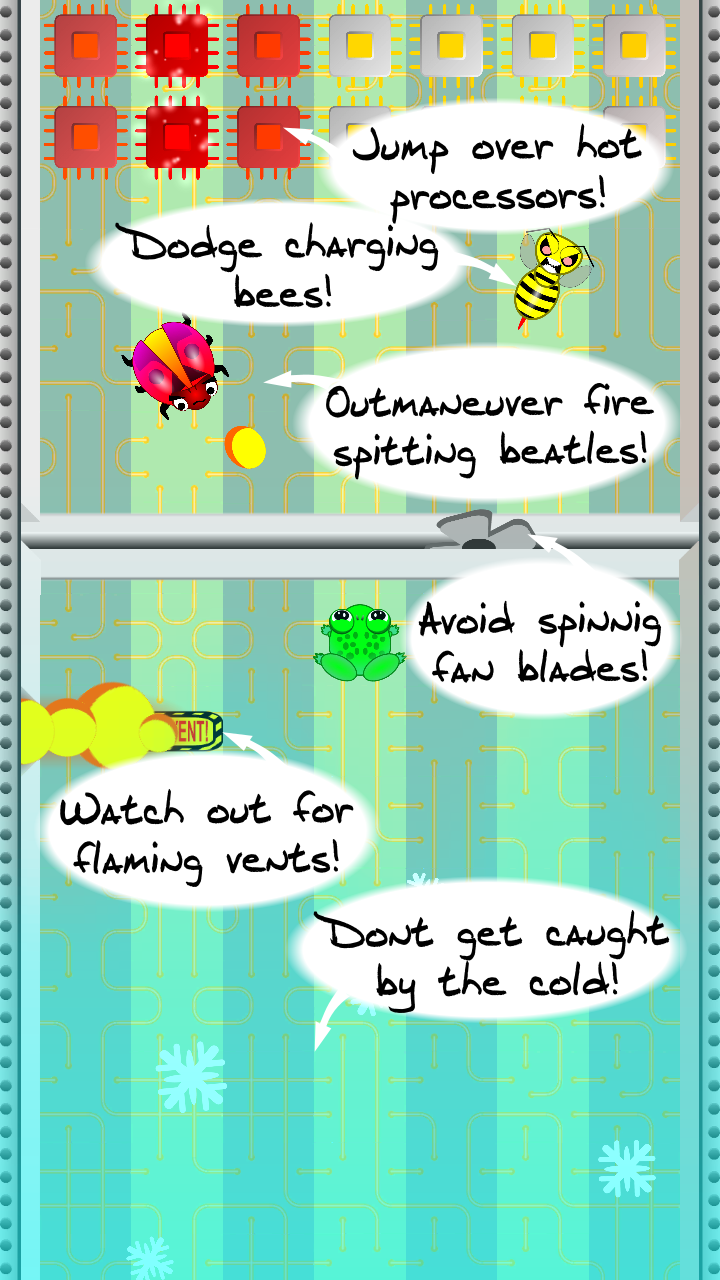 Jump over hot
processors!
Dodge charging
bees!
Outmaneuver fire
spitting beatles!
Avoid spinnig
fan blades!
VENT!
Watch out for
flaming vents!
Dont get caught
by the cold!